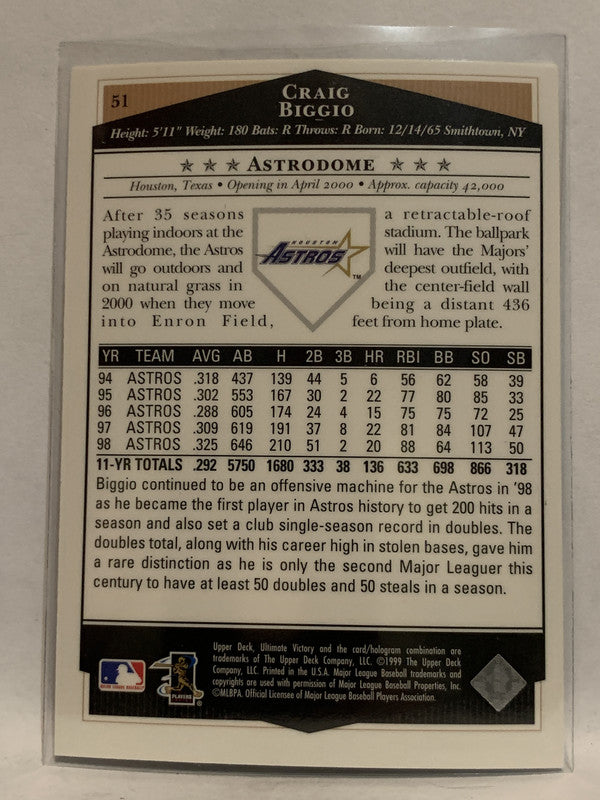 51
CRAIG
BIGGIO
Height: 5'11" Weight: 180 Bats: R Throws: R Born: 12/14/65 Smithtown, NY
ASTRODOME
Houston, Texas • Opening in April 2000 • Approx. capacity 42,000
After 35 seasons
playing indoors at the
Astrodome, the Astros
will go outdoors and
on natural grass in
2000 when they move
into Enron Field,
HOUSTON
ASTROS
TM
a retractable-roof
stadium. The ballpark
will have the Majors'
deepest outfield, with
the center-field wall
being a distant 436
feet from home plate.
YR TEAM AVG AB H 2B 3B HR RBI BB SO SB
94 ASTROS .318 437 139 44 5 6 56 62 58 39
95 ASTROS .302 553 167 30 2 22 77 80 85 33
96 ASTROS .288 605 174 24 4 15 75 75 72 25
97 ASTROS .309 619 191 37 8 22 81 84 107 47
98 ASTROS .325 646 210 51 2 20 88 64 113 50
11-YR TOTALS .292 5750 1680 333 38 136 633 698 866 318
Biggio continued to be an offensive machine for the Astros in '98
as he became the first player in Astros history to get 200 hits in a
season and also set a club single-season record in doubles. The
doubles total, along with his career high in stolen bases, gave him
a rare distinction as he is only the second Major Leaguer this
century to have at least 50 doubles and 50 steals in a season.
Upper Deck, Ultimate Victory and the card/hologram combination are
trademarks of The Upper Deck Company, LLC. ©1999 The Upper Deck
Company, LLC. Printed in the U.S.A. Major League Baseball trademarks and
copyrights are used with permission of Major League Baseball Properties, Inc.
©MLBPA. Official Licensee of Major League Baseball Players Association.
MAJOR LEAGUE BASEBALL
PLAYERS